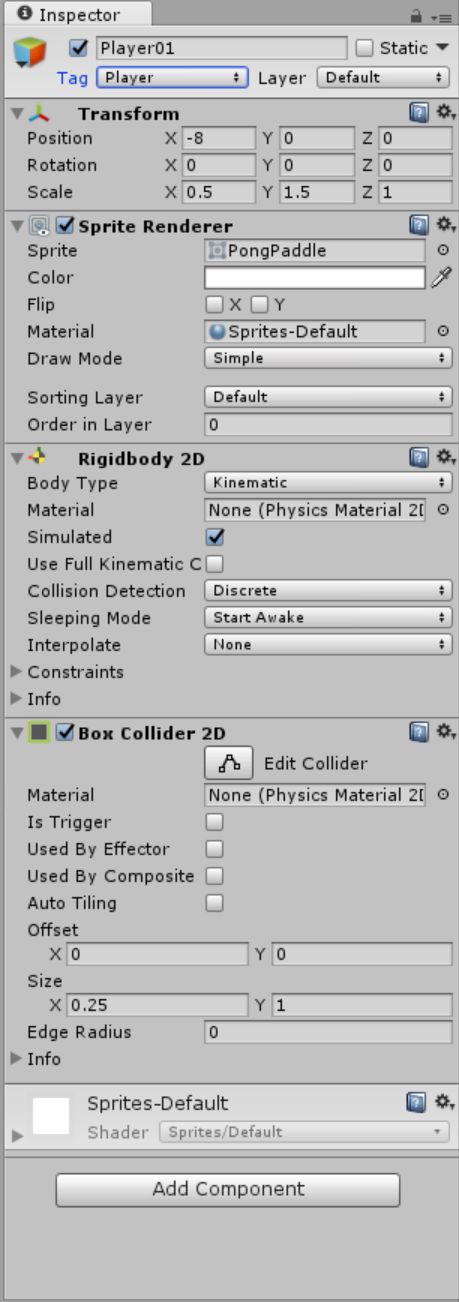 Inspector
Player01 Static
Tag Player Layer Default
Transform
Position X -8 Y 0 Z 0
Rotation X 0 Y 0 Z 0
Scale X 0.5 Y 1.5 Z 1
Sprite Renderer
Sprite PongPaddle
Color
Flip X Y
Material Sprites-Default
Draw Mode Simple
Sorting Layer Default
Order in Layer 0
Rigidbody 2D
Body Type Kinematic
Material None (Physics Material 2D
Simulated
Use Full Kinematic C
Collision Detection Discrete
Sleeping Mode Start Awake
Interpolate None
Constraints
Info
Box Collider 2D
Edit Collider
Material None (Physics Material 2D
Is Trigger
Used By Effector
Used By Composite
Auto Tiling
Offset
X 0 Y 0
Size
X 0.25 Y 1
Edge Radius 0
Info
Sprites-Default
Shader Sprites/Default
Add Component